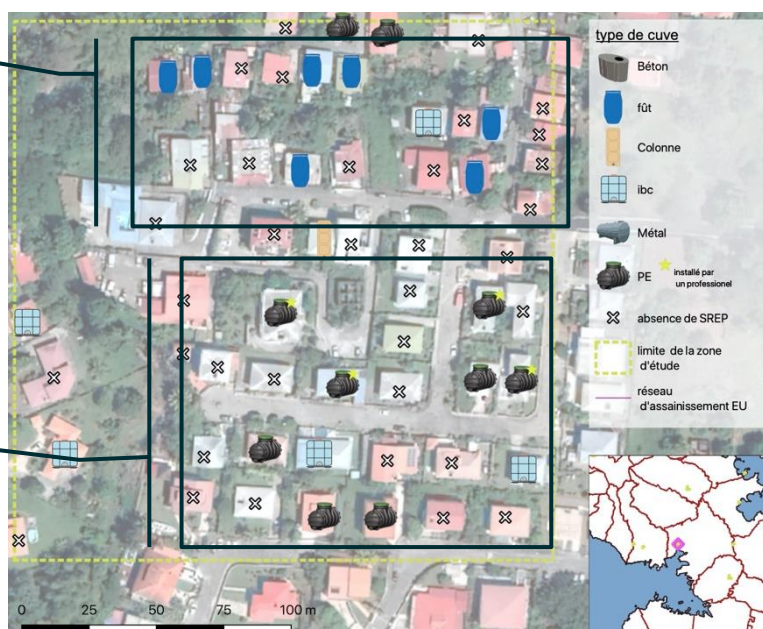 type de cuve
Béton
fût
Colonne
ibc
Métal
PE
installé par
un professionel
absence de SREP
limite de la zone
d'étude
réseau
d'assainissement EU
0 25 50 75 100 m